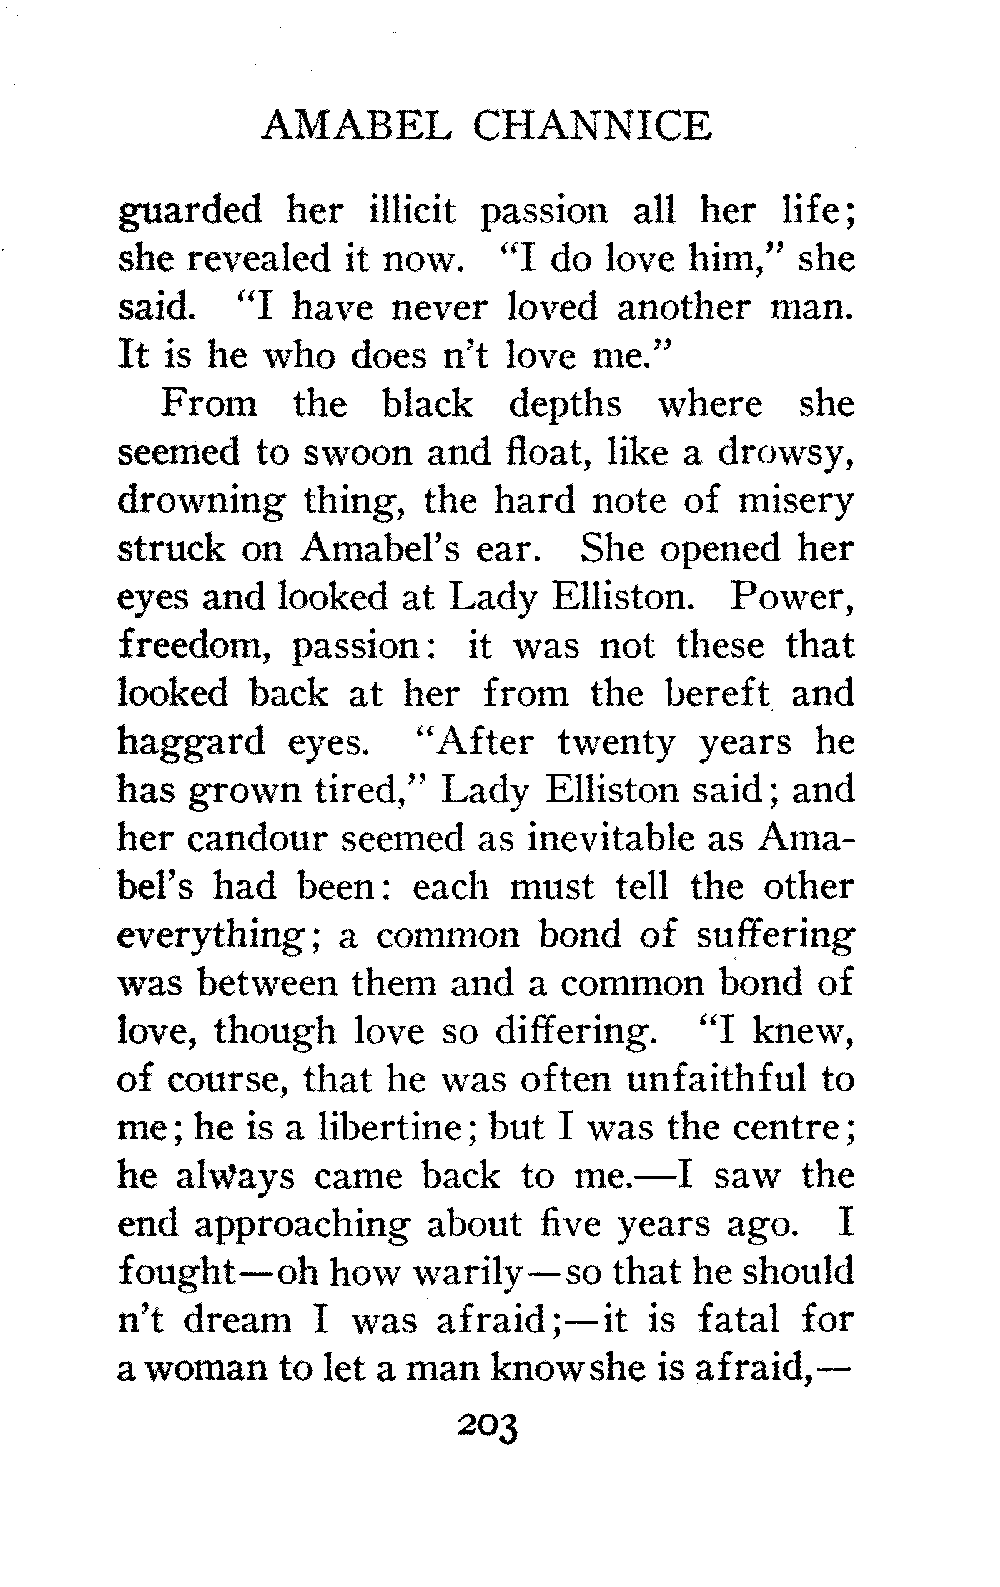 AMABEL CHANNICE
guarded her illicit passion all her life;
she revealed it now. "I do love him," she
said. "I have never loved another man.
It is he who does n't love me."
From the black depths where she
seemed to swoon and float, like a drowsy,
drowning thing, the hard note of misery
struck on Amabel's ear. She opened her
eyes and looked at Lady Elliston. Power,
freedom, passion: it was not these that
looked back at her from the bereft and
haggard eyes. "After twenty years he
has grown tired," Lady Elliston said; and
her candour seemed as inevitable as Ama-
bel's had been: each must tell the other
everything; a common bond of suffering
was between them and a common bond of
love, though love so differing. "I knew,
of course, that he was often unfaithful to
me; he is a libertine; but I was the centre;
he always came back to me.—I saw the
end approaching about five years ago. I
fought—oh how warily—so that he should
n't dream I was afraid;—it is fatal for
a woman to let a man know she is afraid,—
203